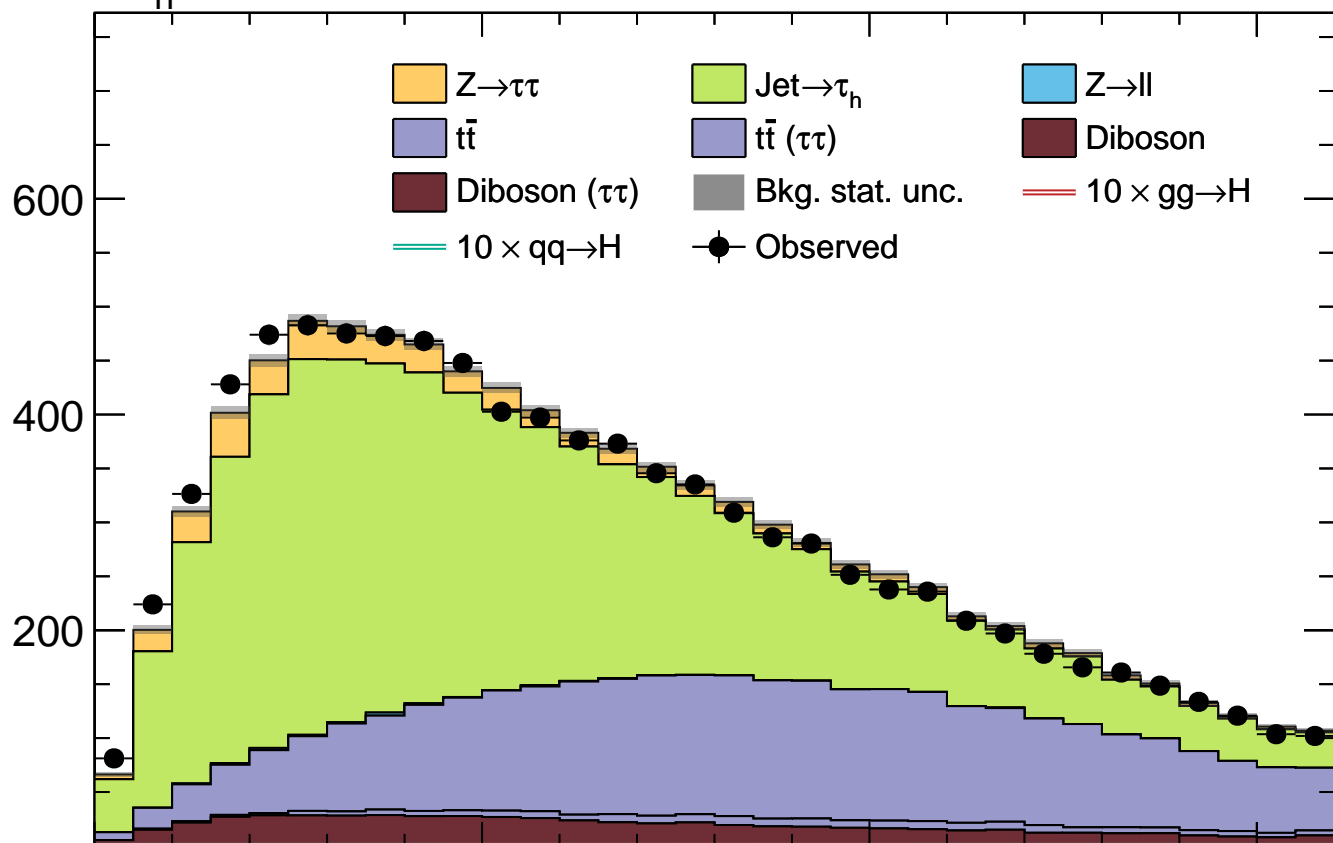 Z→ττ Jet→τh Z→ll
tt̄ tt̄ (ττ) Diboson
Diboson (ττ) Bkg. stat. unc. 10 × gg→H
10 × qq→H Observed
600
400
200